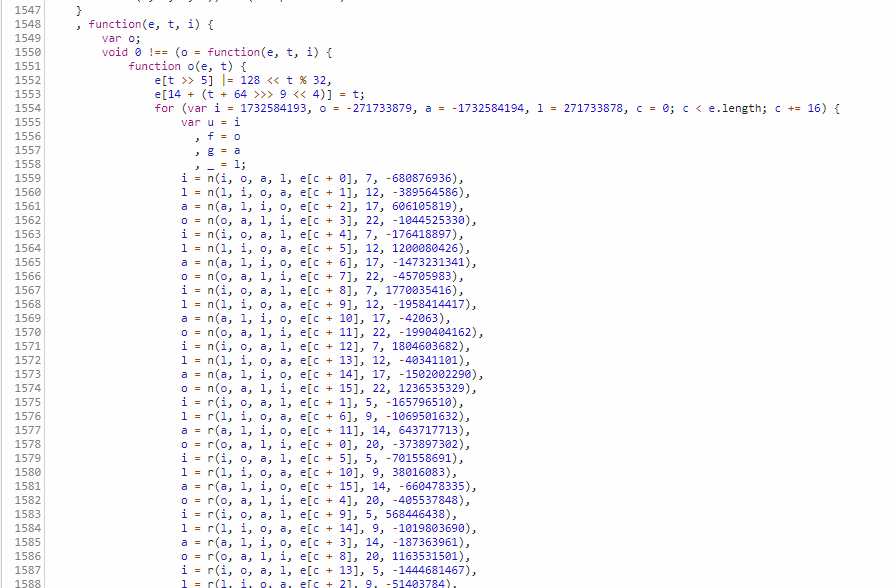 1547 }
1548 , function(e, t, i) {
1549 var o;
1550 void 0 !== (o = function(e, t, i) {
1551 function o(e, t) {
1552 e[t >> 5] |= 128 << t % 32,
1553 e[14 + (t + 64 >>> 9 << 4)] = t;
1554 for (var i = 1732584193, o = -271733879, a = -1732584194, l = 271733878, c = 0; c < e.length; c += 16) {
1555 var u = i
1556 , f = o
1557 , g = a
1558 , _ = l;
1559 i = n(i, o, a, l, e[c + 0], 7, -680876936),
1560 l = n(l, i, o, a, e[c + 1], 12, -389564586),
1561 a = n(a, l, i, o, e[c + 2], 17, 606105819),
1562 o = n(o, a, l, i, e[c + 3], 22, -1044525330),
1563 i = n(i, o, a, l, e[c + 4], 7, -176418897),
1564 l = n(l, i, o, a, e[c + 5], 12, 1200080426),
1565 a = n(a, l, i, o, e[c + 6], 17, -1473231341),
1566 o = n(o, a, l, i, e[c + 7], 22, -45705983),
1567 i = n(i, o, a, l, e[c + 8], 7, 1770035416),
1568 l = n(l, i, o, a, e[c + 9], 12, -1958414417),
1569 a = n(a, l, i, o, e[c + 10], 17, -42063),
1570 o = n(o, a, l, i, e[c + 11], 22, -1990404162),
1571 i = n(i, o, a, l, e[c + 12], 7, 1804603682),
1572 l = n(l, i, o, a, e[c + 13], 12, -40341101),
1573 a = n(a, l, i, o, e[c + 14], 17, -1502002290),
1574 o = n(o, a, l, i, e[c + 15], 22, 1236535329),
1575 i = r(i, o, a, l, e[c + 1], 5, -165796510),
1576 l = r(l, i, o, a, e[c + 6], 9, -1069501632),
1577 a = r(a, l, i, o, e[c + 11], 14, 643717713),
1578 o = r(o, a, l, i, e[c + 0], 20, -373897302),
1579 i = r(i, o, a, l, e[c + 5], 5, -701558691),
1580 l = r(l, i, o, a, e[c + 10], 9, 38016083),
1581 a = r(a, l, i, o, e[c + 15], 14, -660478335),
1582 o = r(o, a, l, i, e[c + 4], 20, -405537848),
1583 i = r(i, o, a, l, e[c + 9], 5, 568446438),
1584 l = r(l, i, o, a, e[c + 14], 9, -1019803690),
1585 a = r(a, l, i, o, e[c + 3], 14, -187363961),
1586 o = r(o, a, l, i, e[c + 8], 20, 1163531501),
1587 i = r(i, o, a, l, e[c + 13], 5, -1444681467),
1588 l = r(l, i, o, a, e[c + 2], 9, -51403784),